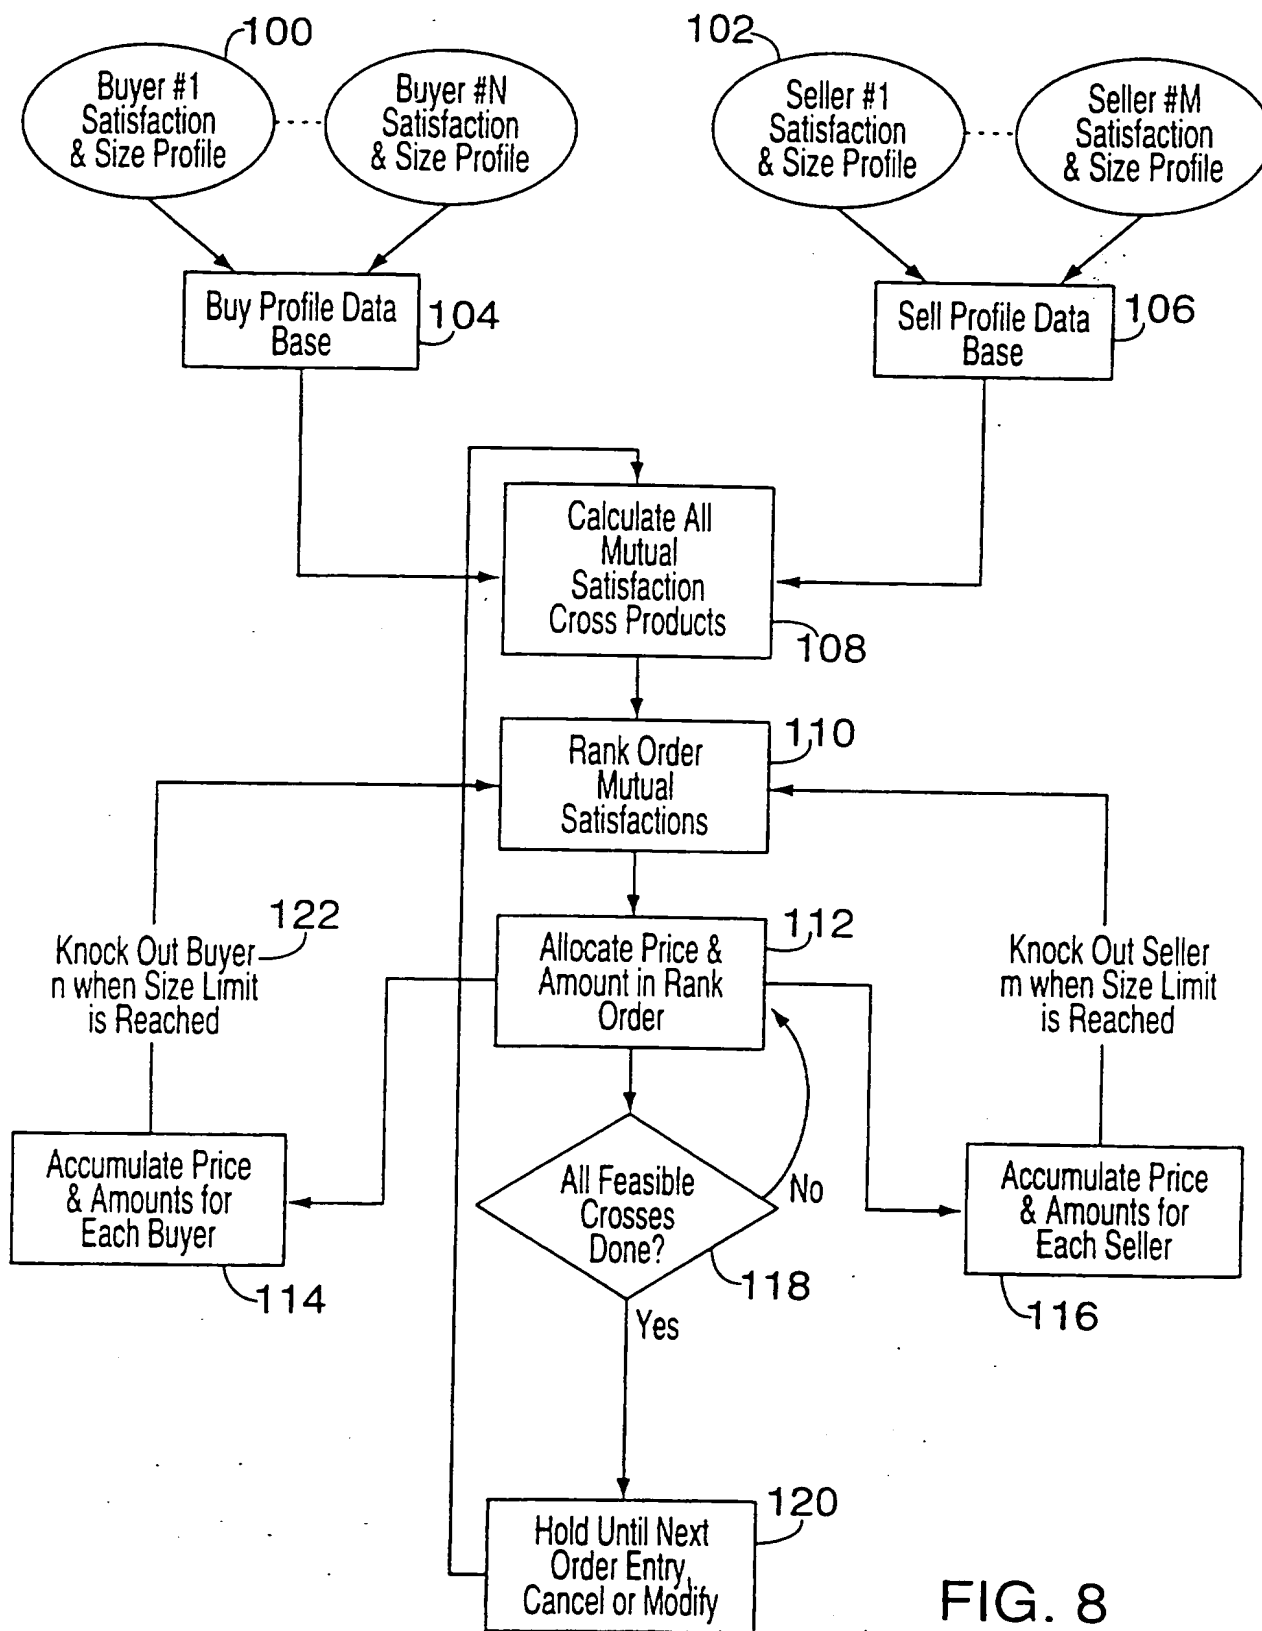 100
Buyer #1
Satisfaction
& Size Profile
Buyer #N
Satisfaction
& Size Profile
102
Seller #1
Satisfaction
& Size Profile
Seller #M
Satisfaction
& Size Profile
Buy Profile Data
Base
104
Sell Profile Data
Base
106
Calculate All
Mutual
Satisfaction
Cross Products
108
Rank Order
Mutual
Satisfactions
110
Knock Out Buyer
n when Size Limit
is Reached
122
Allocate Price &
Amount in Rank
Order
112
Knock Out Seller
m when Size Limit
is Reached
Accumulate Price
& Amounts for
Each Buyer
114
All Feasible
Crosses
Done?
No
118
Yes
Accumulate Price
& Amounts for
Each Seller
116
Hold Until Next
Order Entry,
Cancel or Modify
120
FIG. 8